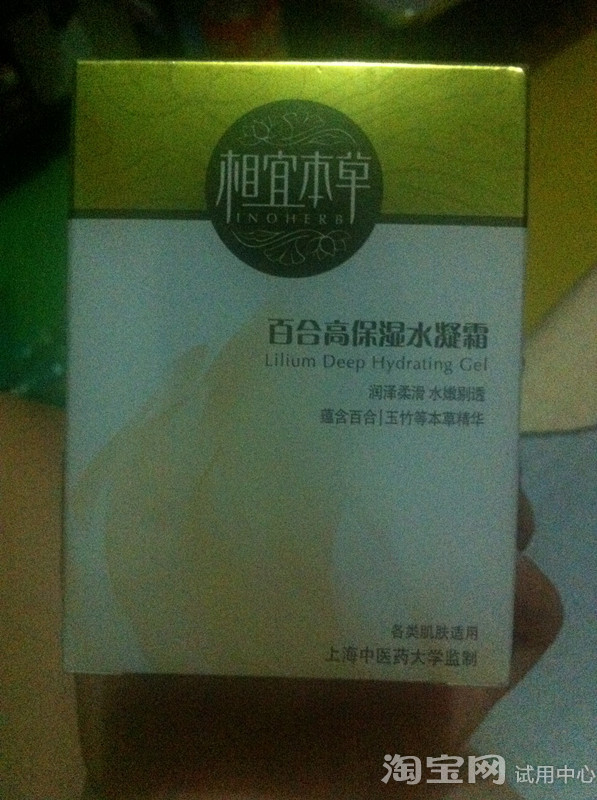 相宜本草
INOHERB
百合高保湿水凝霜
Lilium Deep Hydrating Gel
润泽柔滑 水嫩剔透
蕴含百合|玉竹等本草精华
各类肌肤适用
上海中医药大学监制
淘宝网 试用中心